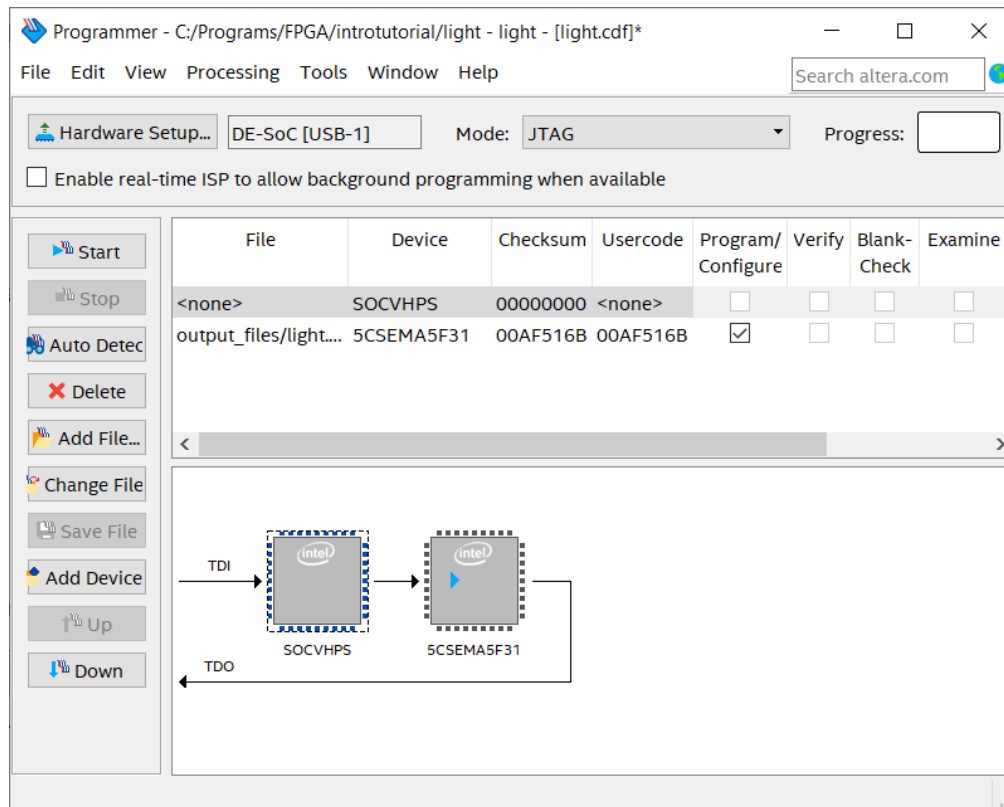 Programmer - C:/Programs/FPGA/introtutorial/light - light - [light.cdf]*
File Edit View Processing Tools Window Help
Search altera.com
Hardware Setup... DE-SoC [USB-1] Mode: JTAG Progress:
Enable real-time ISP to allow background programming when available
Start
Stop
Auto Detec
Delete
Add File...
Change File
Save File
Add Device
Up
Down
File Device Checksum Usercode Program/ Configure Verify Blank- Check Examine
<none> SOCVHPS 00000000 <none>
output_files/light.... 5CSEMA5F31 00AF516B 00AF516B
TDI
intel
intel
SOCVHPS
5CSEMA5F31
TDO